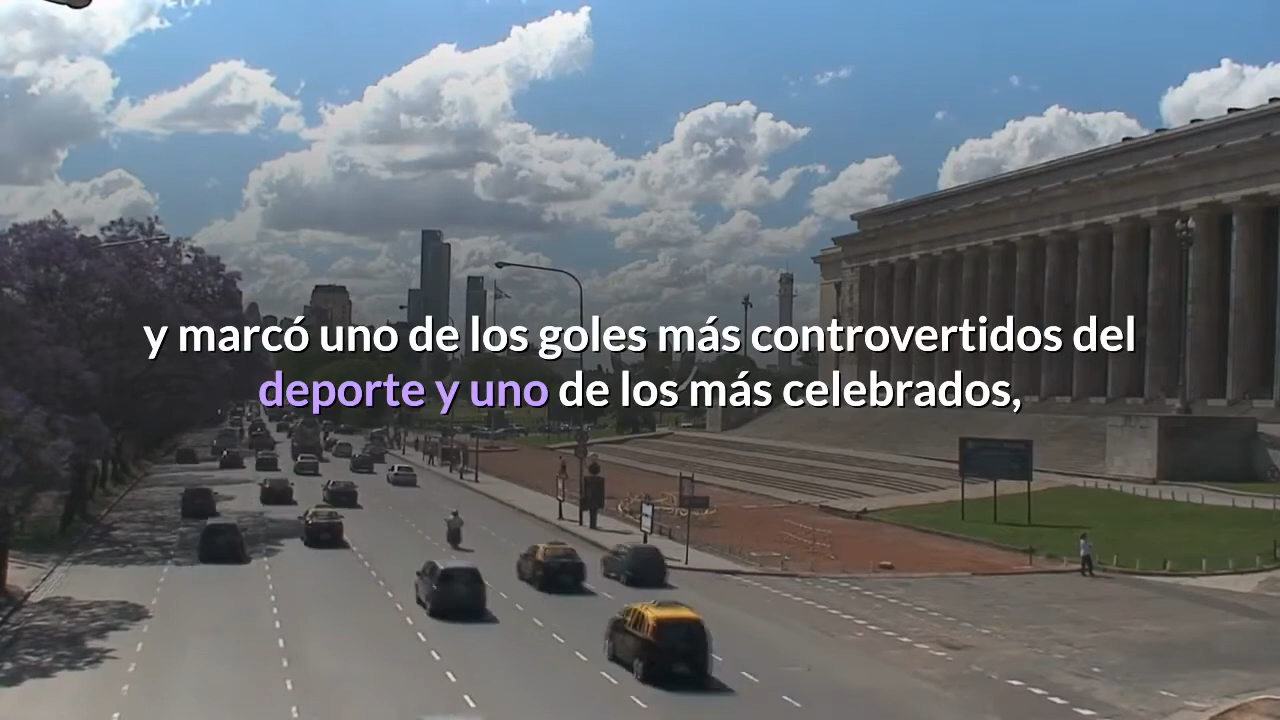 y marcó uno de los goles más controvertidos del
deporte y uno de los más celebrados,